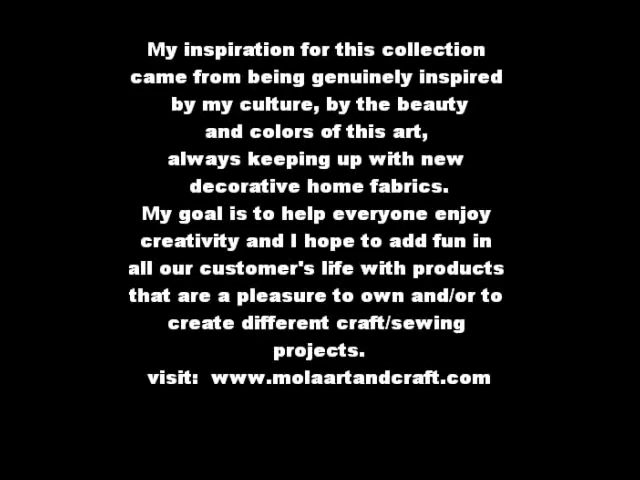 My inspiration for this collection
came from being genuinely inspired
by my culture, by the beauty
and colors of this art,
always keeping up with new
decorative home fabrics.
My goal is to help everyone enjoy
creativity and I hope to add fun in
all our customer's life with products
that are a pleasure to own and/or to
create different craft/sewing
projects.
visit:  www.molaartandcraft.com